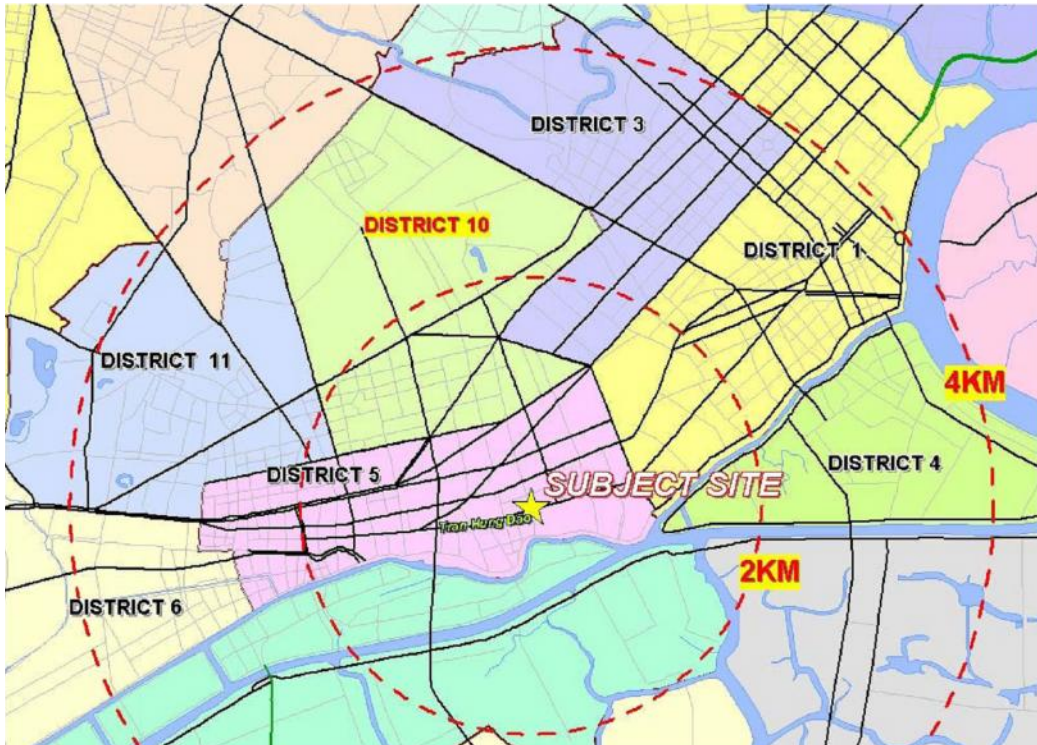 DISTRICT 3
DISTRICT 10
DISTRICT 1.
DISTRICT 11
4KM
DISTRICT 5
SUBJECT SITE
DISTRICT 4
Tran Hung Dao
2KM
DISTRICT 6